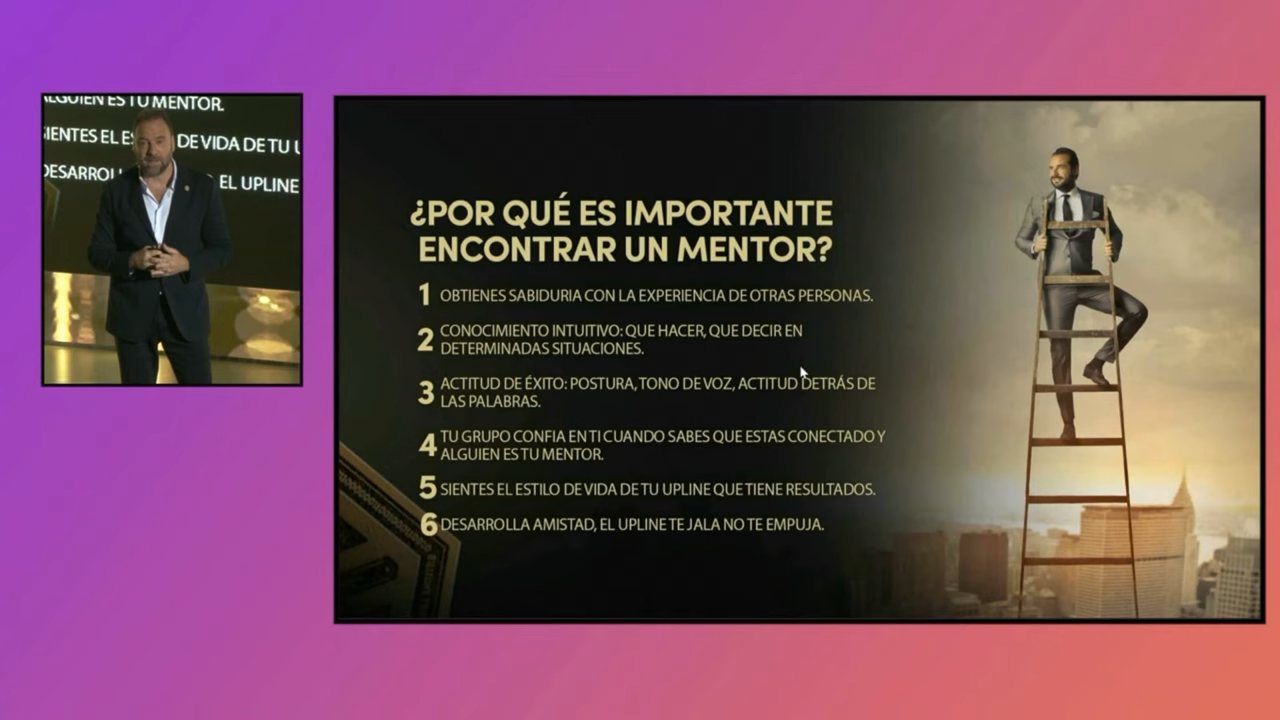 ALGUIEN ES TU MENTOR.
SIENTES EL ES DE VIDA DE TU U
DESARROLL EL UPLINE
¿POR QUÉ ES IMPORTANTE
ENCONTRAR UN MENTOR?
1 OBTIENES SABIDURIA CON LA EXPERIENCIA DE OTRAS PERSONAS.
2 CONOCIMIENTO INTUITIVO: QUE HACER, QUE DECIR EN
DETERMINADAS SITUACIONES.
3 ACTITUD DE ÉXITO: POSTURA, TONO DE VOZ, ACTITUD DETRÁS DE
LAS PALABRAS.
4 TU GRUPO CONFIA EN TI CUANDO SABES QUE ESTAS CONECTADO Y
ALGUIEN ES TU MENTOR.
5 SIENTES EL ESTILO DE VIDA DE TU UPLINE QUE TIENE RESULTADOS.
6 DESARROLLA AMISTAD, EL UPLINE TE JALA NO TE EMPUJA.